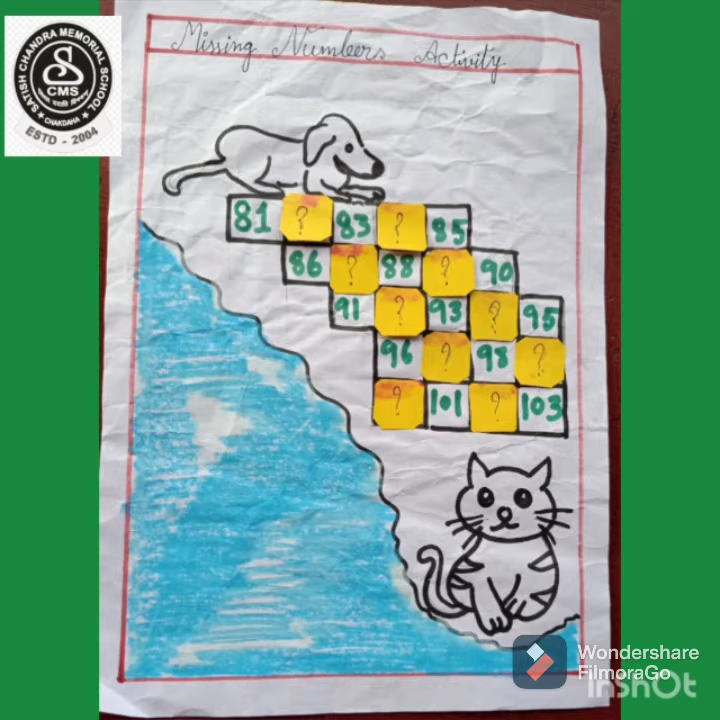 SATISH CHANDRA MEMORIAL SCHOOL
CMS
CHAKDAHA
ESTD - 2004
Missing Numbers Activity
81 ? 83 ? 85
86 ? 88 ? 90
91 ? 93 ? 95
96 ? 98 ?
? 101 ? 103
Wondershare
FilmoraGo
InShOt